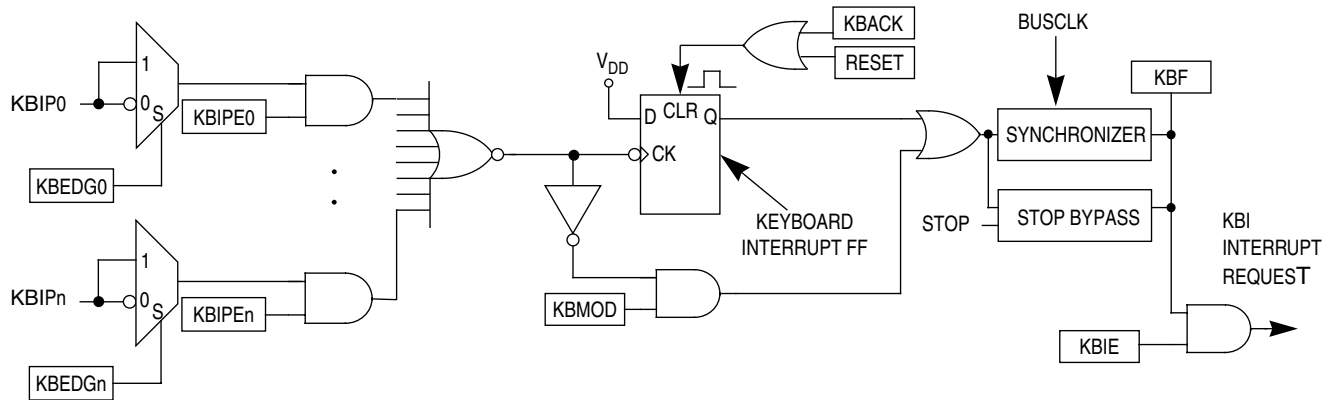 KBACK
RESET
BUSCLK
KBF
VDD
1
KBIP0
0
S
KBIPE0
KBEDG0
D
CLR
Q
CK
SYNCHRONIZER
STOP BYPASS
STOP
KEYBOARD
INTERRUPT FF
KBI
INTERRUPT
REQUEST
1
KBIPn
0
S
KBIPEn
KBEDGn
KBMOD
KBIE